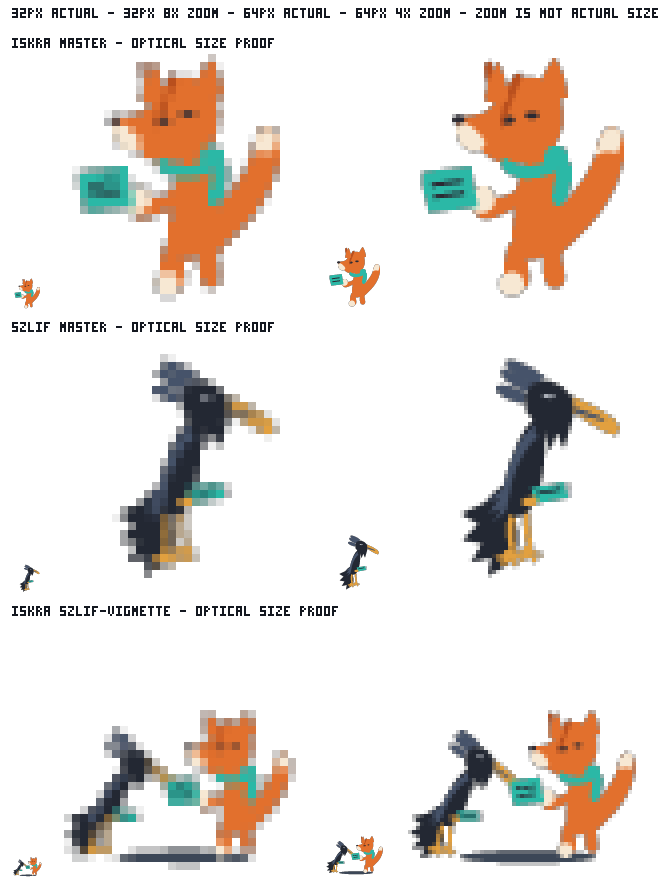 32PX ACTUAL - 32PX 8X ZOOM - 64PX ACTUAL - 64PX 4X ZOOM - ZOOM IS NOT ACTUAL SIZE
ISKRA MASTER - OPTICAL SIZE PROOF
SZLIF MASTER - OPTICAL SIZE PROOF
ISKRA SZLIF-VIGNETTE - OPTICAL SIZE PROOF